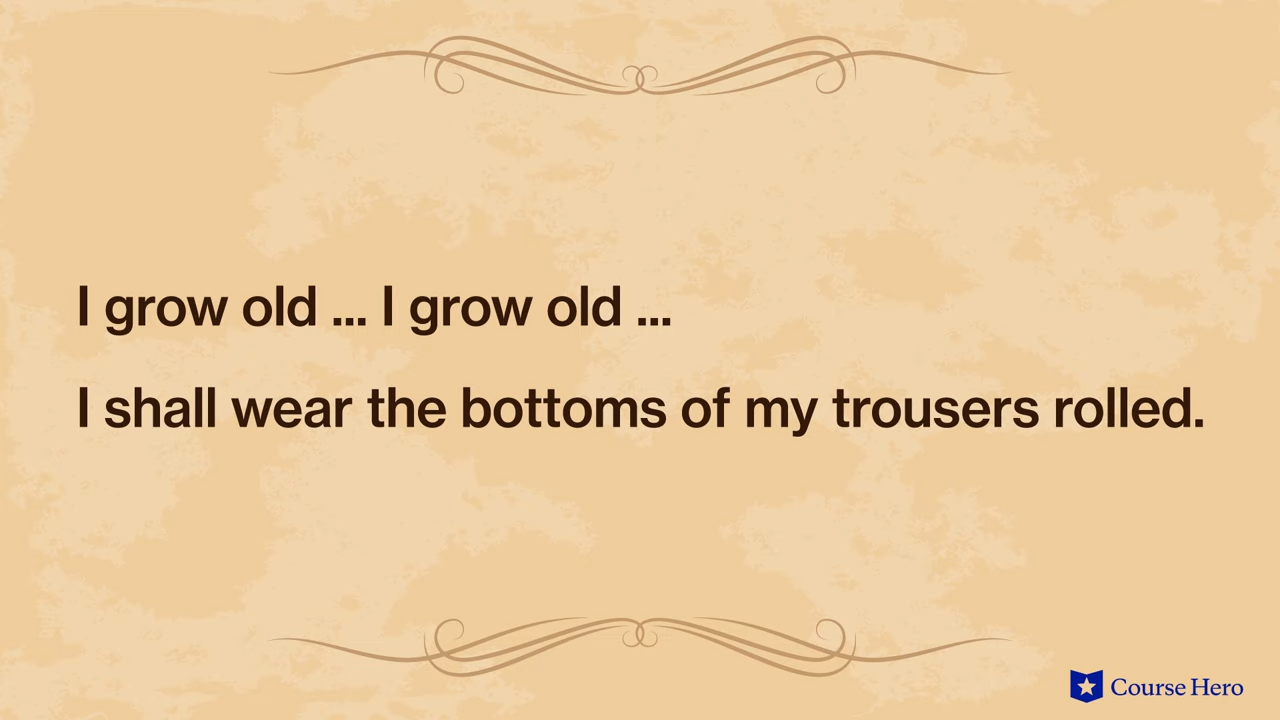 I grow old ... I grow old ...
I shall wear the bottoms of my trousers rolled.
Course Hero